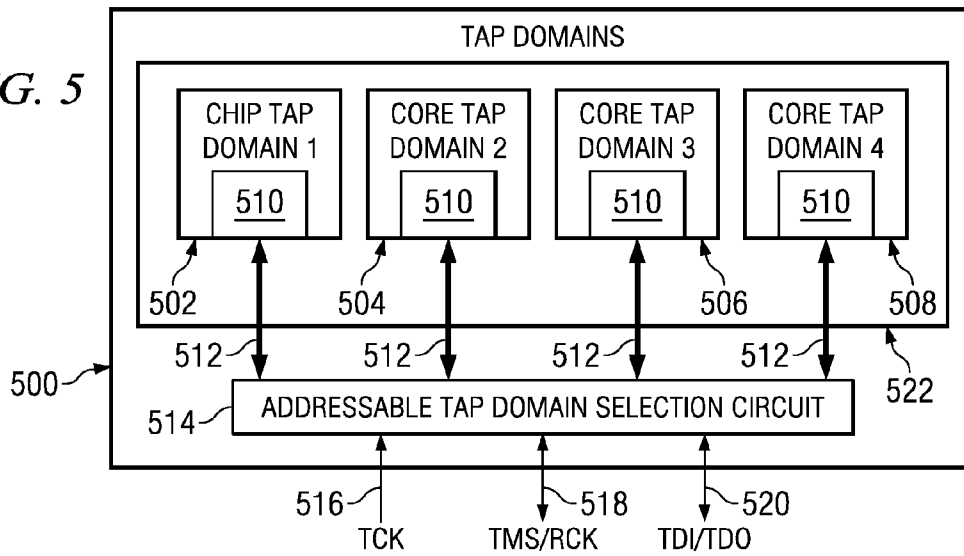 TAP DOMAINS
G. 5
CHIP TAP
DOMAIN 1
510
CORE TAP
DOMAIN 2
510
CORE TAP
DOMAIN 3
510
CORE TAP
DOMAIN 4
510
502
504
506
508
512
512
512
512
522
500
514
ADDRESSABLE TAP DOMAIN SELECTION CIRCUIT
516
518
520
TCK
TMS/RCK
TDI/TDO